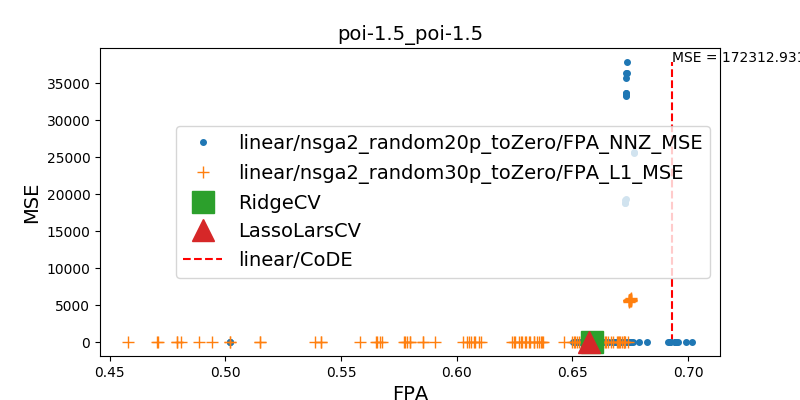 poi-1.5_poi-1.5
MSE = 172312.931
35000
30000
25000
20000
15000
10000
5000
0
MSE
linear/nsga2_random20p_toZero/FPA_NNZ_MSE
linear/nsga2_random30p_toZero/FPA_L1_MSE
RidgeCV
LassoLarsCV
linear/CoDE
0.45 0.50 0.55 0.60 0.65 0.70
FPA